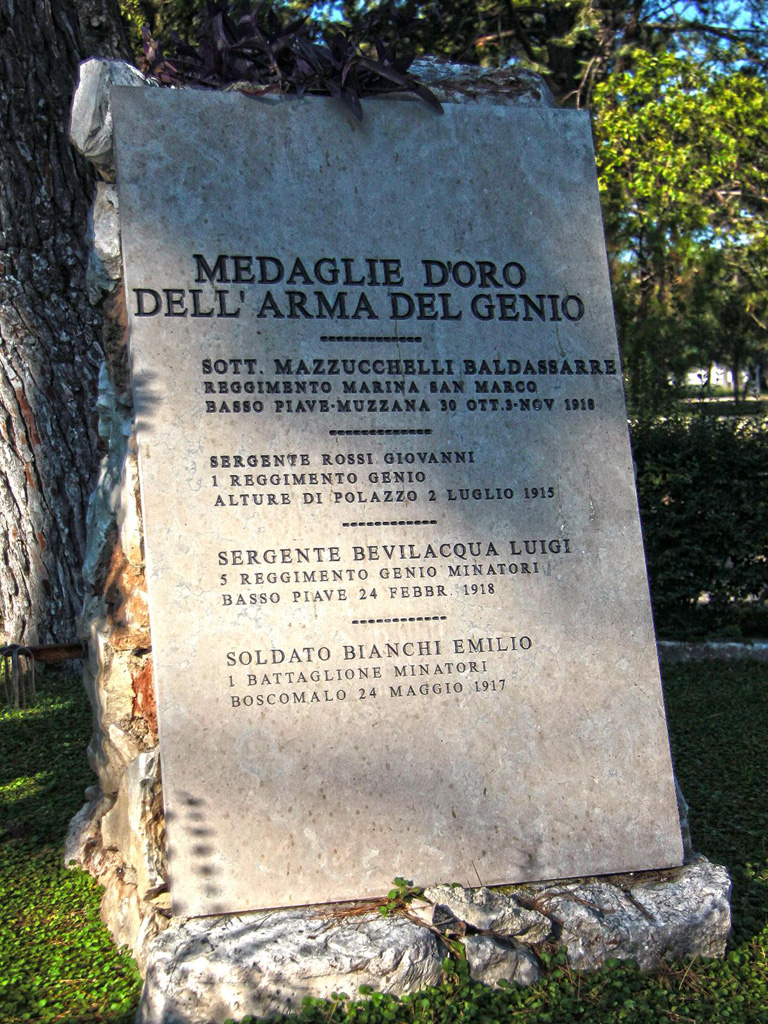 MEDAGLIE D'ORO
DELL' ARMA DEL GENIO
SOTT. MAZZUCCHELLI BALDASSARRE
REGGIMENTO MARINA SAN MARCO
BASSO PIAVE-MUZZANA 30 OTT.3-NOV 1918
SERGENTE ROSSI GIOVANNI
1 REGGIMENTO GENIO
ALTURE DI POLAZZO 2 LUGLIO 1915
SERGENTE BEVILACQUA LUIGI
5 REGGIMENTO GENIO MINATORI
BASSO PIAVE 24 FEBBR. 1918
SOLDATO BIANCHI EMILIO
1 BATTAGLIONE MINATORI
BOSCOMALO 24 MAGGIO 1917